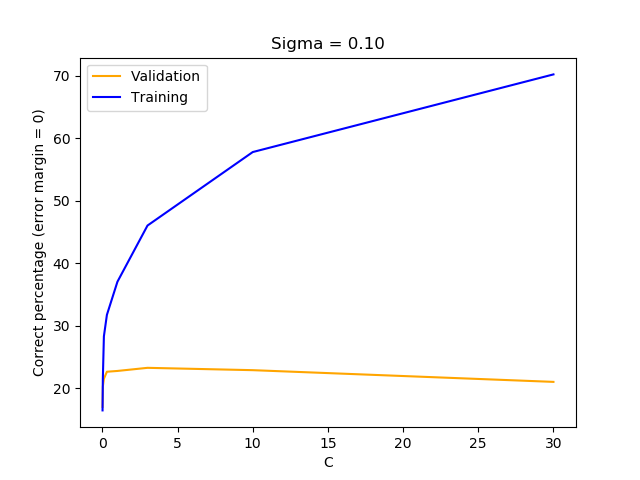 Sigma = 0.10
Validation
Training
Correct percentage (error margin = 0)
70
60
50
40
30
20
0 5 10 15 20 25 30
C